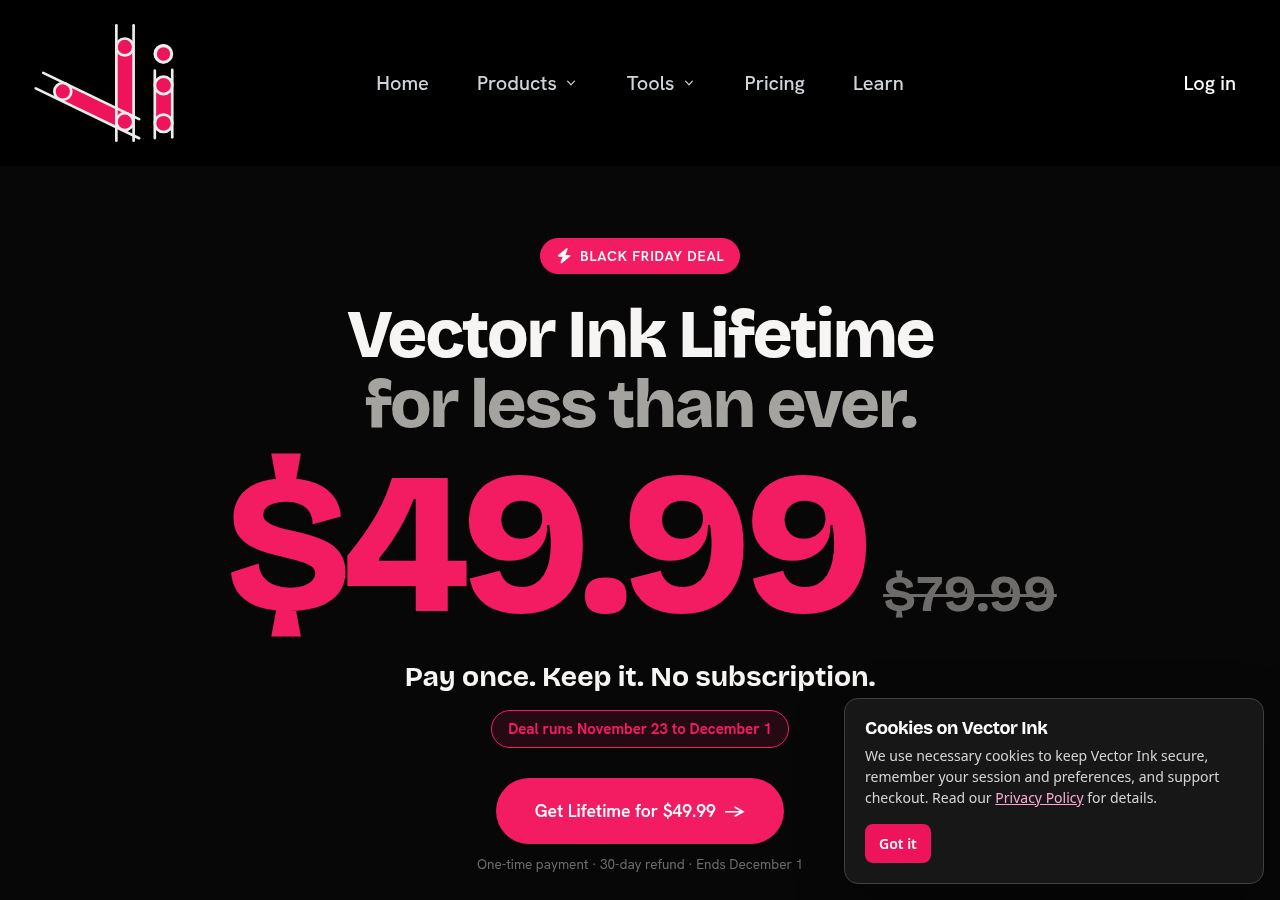 Home Products Tools Pricing Learn Log in
BLACK FRIDAY DEAL
Vector Ink Lifetime
for less than ever.
$49.99 $79.99
Pay once. Keep it. No subscription.
Deal runs November 23 to December 1
Get Lifetime for $49.99 →
One-time payment · 30-day refund · Ends December 1
Cookies on Vector Ink
We use necessary cookies to keep Vector Ink secure,
remember your session and preferences, and support
checkout. Read our Privacy Policy for details.
Got it